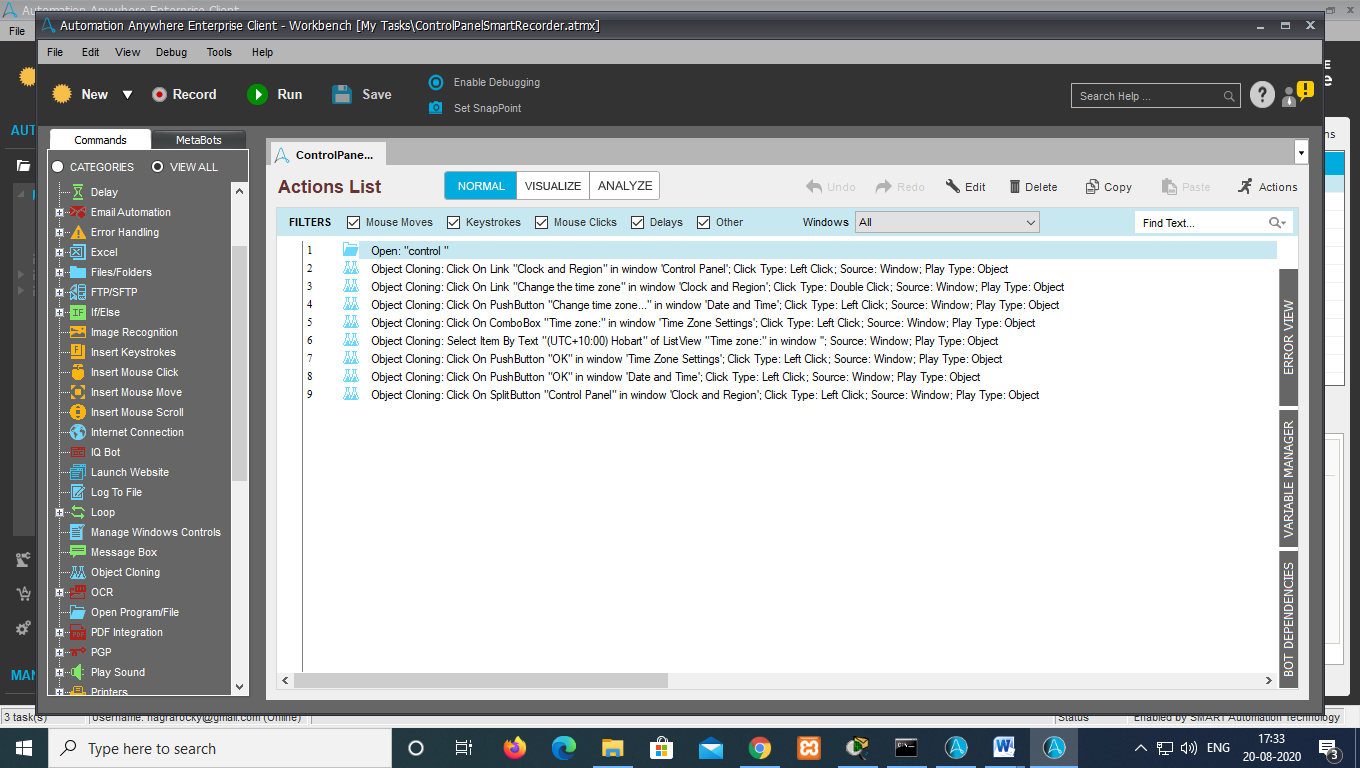 Automation Anywhere Enterprise Client
File
Automation Anywhere Enterprise Client - Workbench [My Tasks\ControlPanelSmartRecorder.atmx]
File Edit View Debug Tools Help
New Record Run Save
Enable Debugging
Set SnapPoint
Search Help ...
AUT
MAN
Commands MetaBots
CATEGORIES VIEW ALL
Delay
Email Automation
Error Handling
Excel
Files/Folders
FTP/SFTP
If/Else
Image Recognition
Insert Keystrokes
Insert Mouse Click
Insert Mouse Move
Insert Mouse Scroll
Internet Connection
IQ Bot
Launch Website
Log To File
Loop
Manage Windows Controls
Message Box
Object Cloning
OCR
Open Program/File
PDF Integration
PGP
Play Sound
Printers
ControlPane...
Actions List
NORMAL VISUALIZE ANALYZE
Undo Redo Edit Delete Copy Paste Actions
FILTERS Mouse Moves Keystrokes Mouse Clicks Delays Other Windows All Find Text...
1 Open: "control "
2 Object Cloning: Click On Link "Clock and Region" in window 'Control Panel'; Click Type: Left Click; Source: Window; Play Type: Object
3 Object Cloning: Click On Link "Change the time zone" in window 'Clock and Region'; Click Type: Double Click; Source: Window; Play Type: Object
4 Object Cloning: Click On PushButton "Change time zone..." in window 'Date and Time'; Click Type: Left Click; Source: Window; Play Type: Object
5 Object Cloning: Click On ComboBox "Time zone:" in window 'Time Zone Settings'; Click Type: Left Click; Source: Window; Play Type: Object
6 Object Cloning: Select Item By Text "(UTC+10:00) Hobart" of ListView "Time zone:" in window ''; Source: Window; Play Type: Object
7 Object Cloning: Click On PushButton "OK" in window 'Time Zone Settings'; Click Type: Left Click; Source: Window; Play Type: Object
8 Object Cloning: Click On PushButton "OK" in window 'Date and Time'; Click Type: Left Click; Source: Window; Play Type: Object
9 Object Cloning: Click On SplitButton "Control Panel" in window 'Clock and Region'; Click Type: Left Click; Source: Window; Play Type: Object
ERROR VIEW
VARIABLE MANAGER
BOT DEPENDENCIES
3 task(s) Username: nagrarocky@gmail.com (Online) Status Enabled by SMART Automation Technology
Type here to search
ENG
17:33
20-08-2020
3